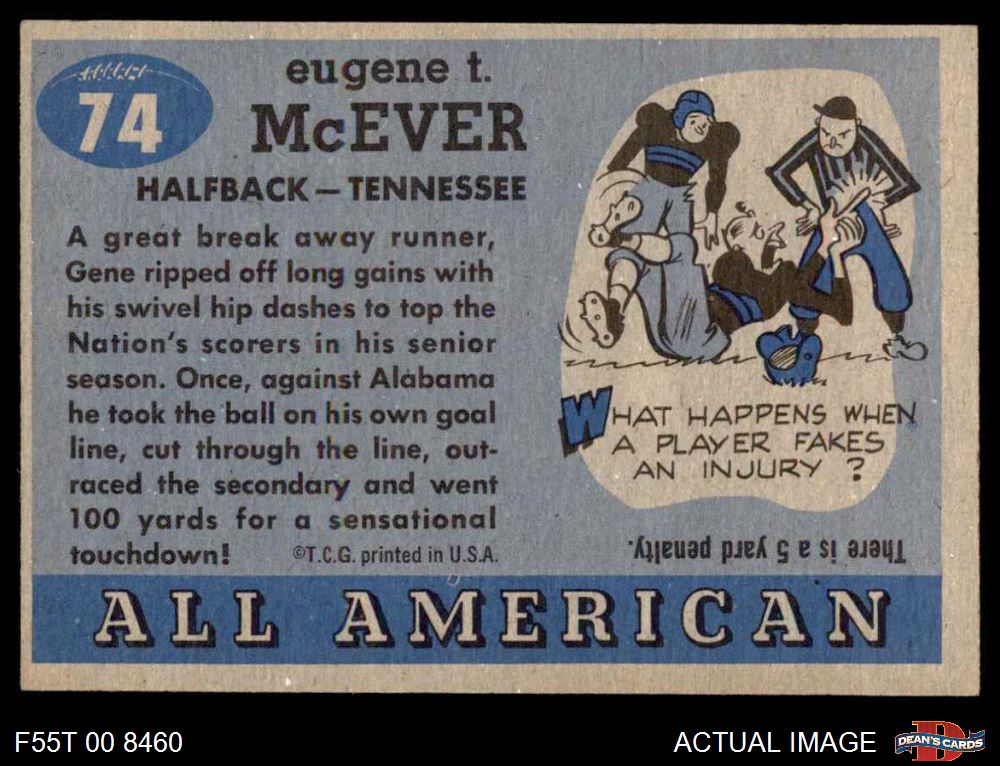 74
eugene t.
McEVER
HALFBACK — TENNESSEE
A great break away runner,
Gene ripped off long gains with
his swivel hip dashes to top the
Nation's scorers in his senior
season. Once, against Alabama
he took the ball on his own goal
line, cut through the line, out-
raced the secondary and went
100 yards for a sensational
touchdown!
©T.C.G. printed in U.S.A.
WHAT HAPPENS WHEN
A PLAYER FAKES
AN INJURY ?
There is a 5 yard penalty.
ALL AMERICAN
F55T 00 8460
ACTUAL IMAGE
DEAN'S CARDS